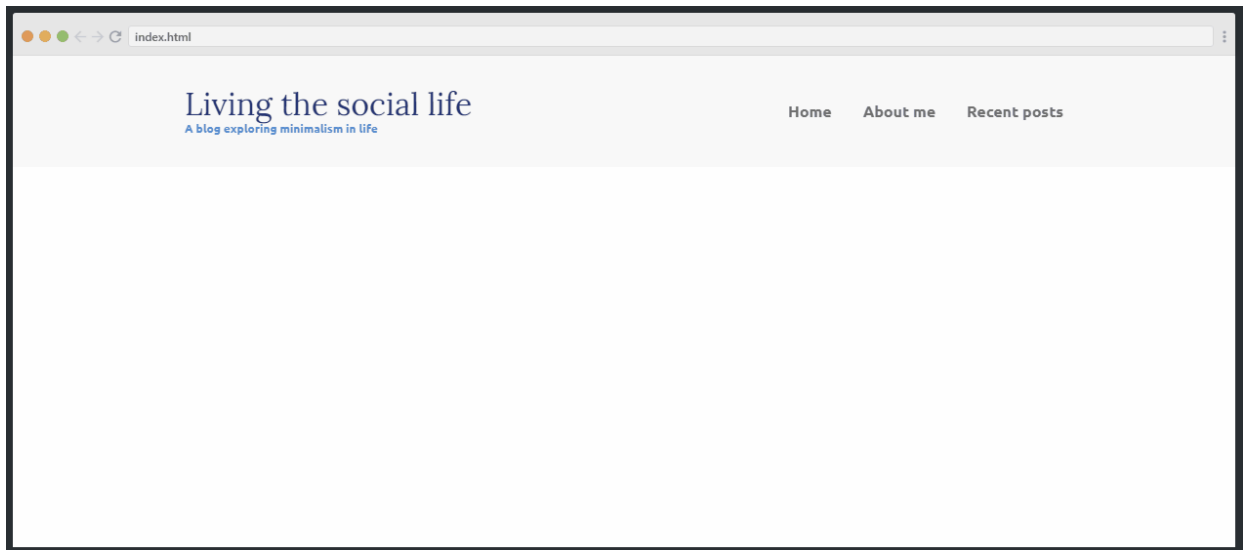 index.html
Living the social life
A blog exploring minimalism in life
Home About me Recent posts